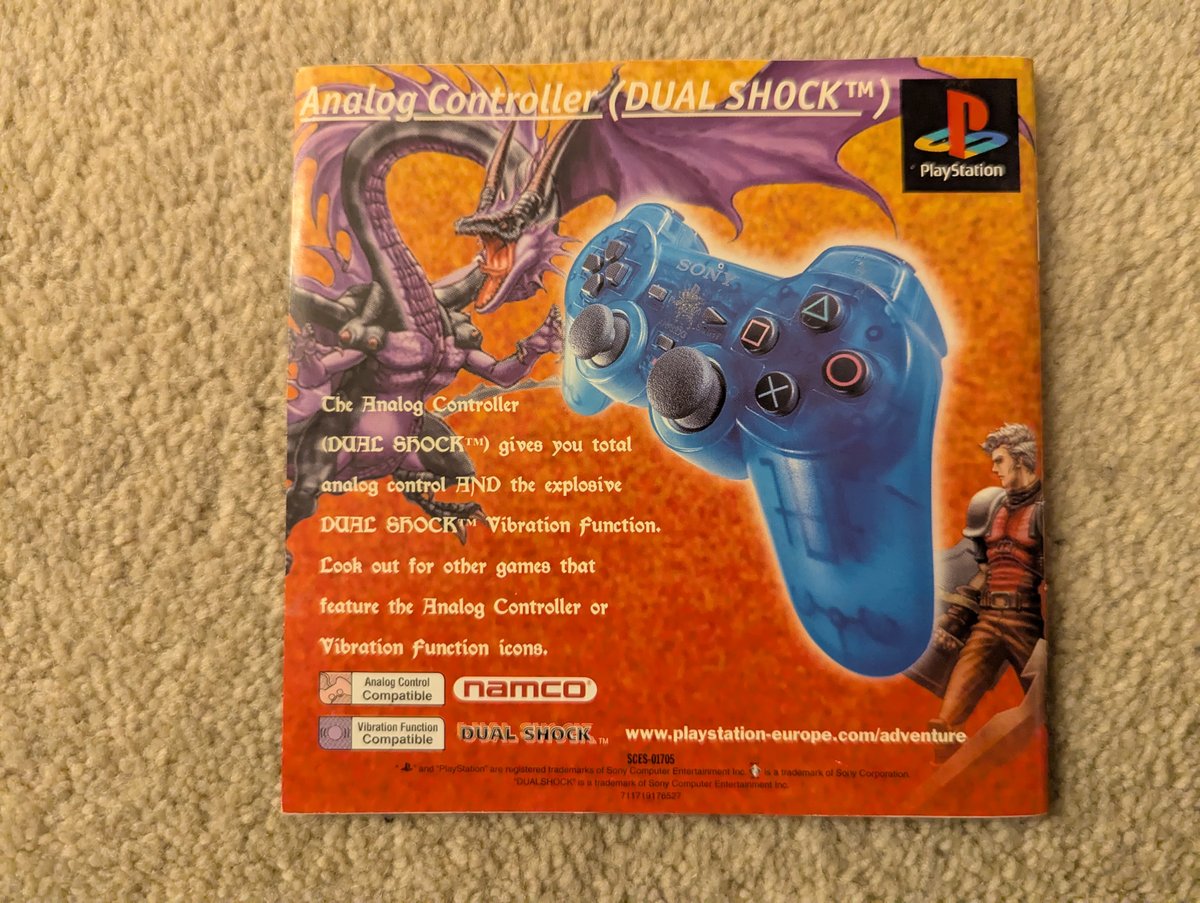 Analog Controller (DUAL SHOCK™)
PlayStation
SONY
The Analog Controller
(DUAL SHOCK™) gives you total
analog control AND the explosive
DUAL SHOCK™ Vibration Function.
Look out for other games that
feature the Analog Controller or
Vibration Function icons.
Analog Control
Compatible
namco®
Vibration Function
Compatible
DUAL SHOCK™
www.playstation-europe.com/adventure
SCES-01705
" " and "PlayStation" are registered trademarks of Sony Computer Entertainment Inc. is a trademark of Sony Corporation.
"DUALSHOCK" is a trademark of Sony Computer Entertainment Inc.
711719176527